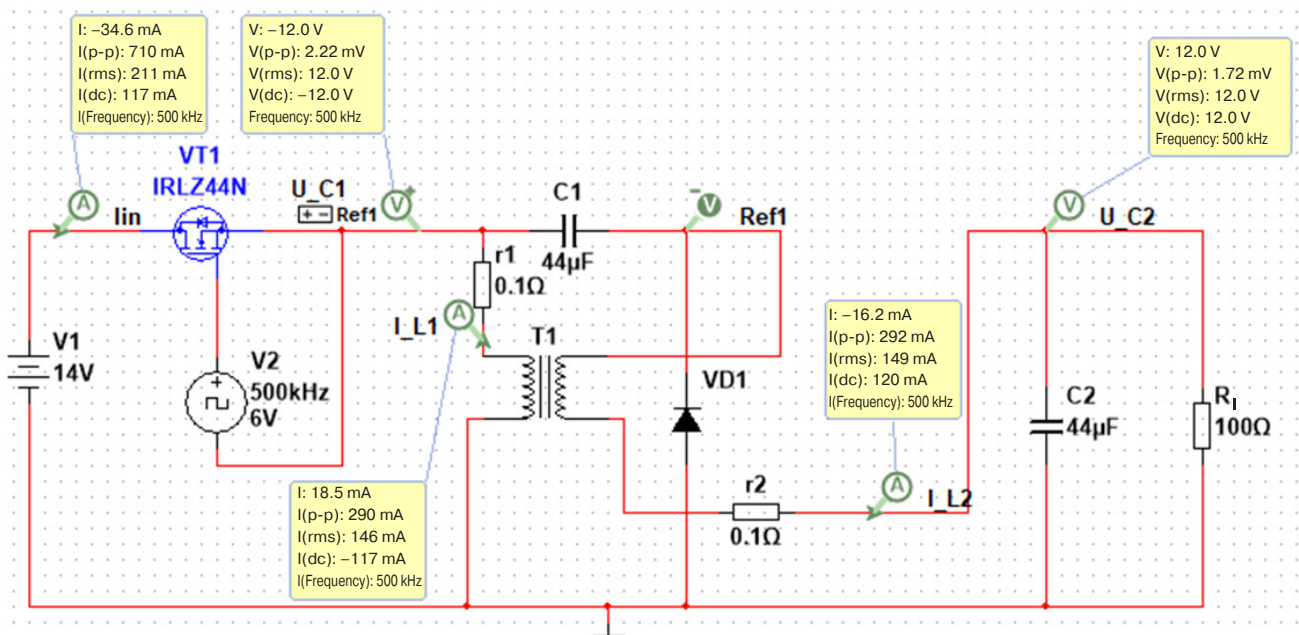 I: −34.6 mA
I(p-p): 710 mA
I(rms): 211 mA
I(dc): 117 mA
I(Frequency): 500 kHz
V: −12.0 V
V(p-p): 2.22 mV
V(rms): 12.0 V
V(dc): −12.0 V
Frequency: 500 kHz
V: 12.0 V
V(p-p): 1.72 mV
V(rms): 12.0 V
V(dc): 12.0 V
Frequency: 500 kHz
VT1
IRLZ44N
A
Iin
U_C1
+ −
Ref1
V
+
C1
44µF
−
V
Ref1
V
U_C2
r1
0.1Ω
A
I_L1
T1
V1
14V
V2
+
500kHz
6V
VD1
I: −16.2 mA
I(p-p): 292 mA
I(rms): 149 mA
I(dc): 120 mA
I(Frequency): 500 kHz
C2
44µF
Rl
100Ω
I: 18.5 mA
I(p-p): 290 mA
I(rms): 146 mA
I(dc): −117 mA
I(Frequency): 500 kHz
r2
0.1Ω
A
I_L2